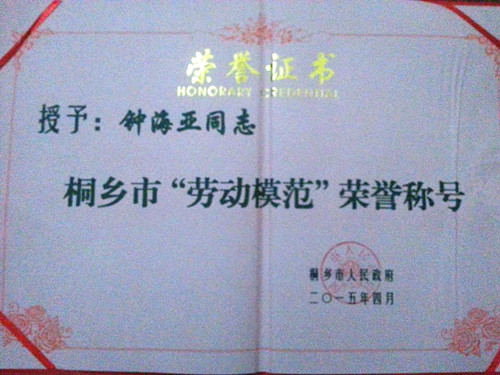 荣誉证书
HONORARY CREDENTIAL
授予：钟海亚同志
桐乡市“劳动模范”荣誉称号
桐乡市人民政府
二〇一五年四月